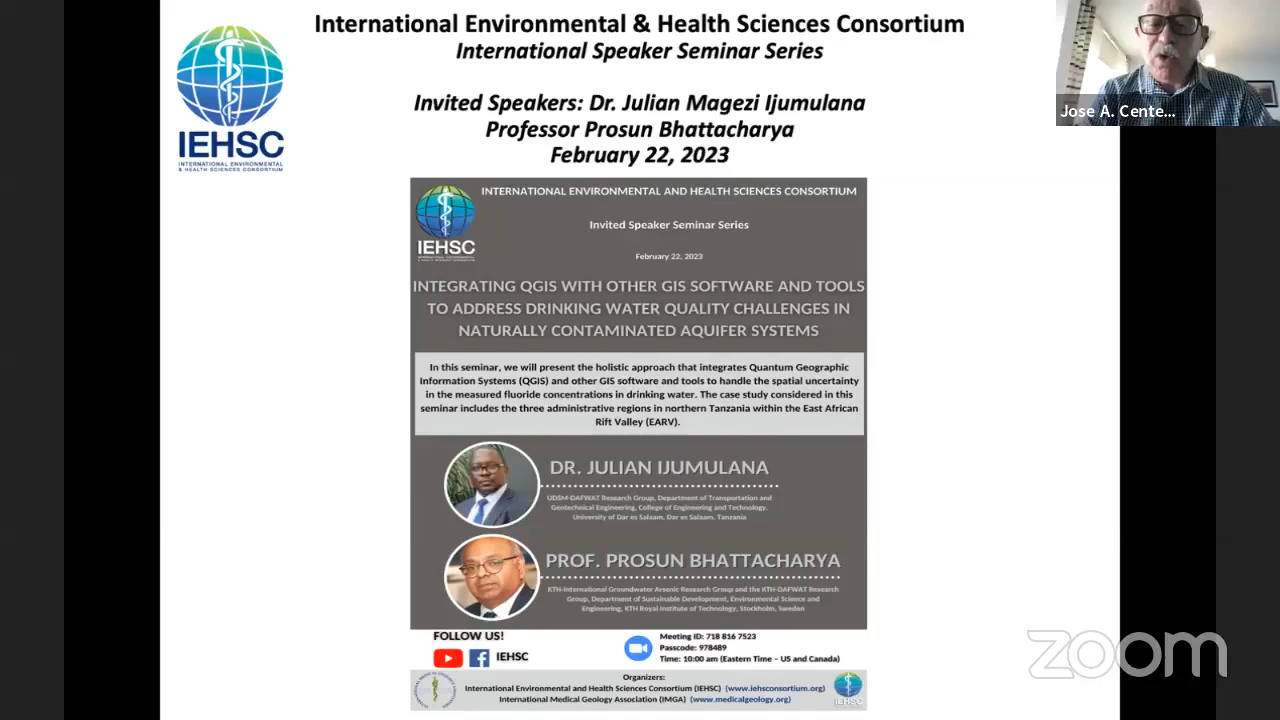 International Environmental & Health Sciences Consortium
International Speaker Seminar Series
Invited Speakers: Dr. Julian Magezi Ijumulana
Professor Prosun Bhattacharya
February 22, 2023
IEHSC
INTERNATIONAL ENVIRONMENTAL
& HEALTH SCIENCES CONSORTIUM
Jose A. Cente...
INTERNATIONAL ENVIRONMENTAL AND HEALTH SCIENCES CONSORTIUM
Invited Speaker Seminar Series
IEHSC
February 22, 2023
INTEGRATING QGIS WITH OTHER GIS SOFTWARE AND TOOLS
TO ADDRESS DRINKING WATER QUALITY CHALLENGES IN
NATURALLY CONTAMINATED AQUIFER SYSTEMS
In this seminar, we will present the holistic approach that integrates Quantum Geographic
Information Systems (QGIS) and other GIS software and tools to handle the spatial uncertainty
in the measured fluoride concentrations in drinking water. The case study considered in this
seminar includes the three administrative regions in northern Tanzania within the East African
Rift Valley (EARV).
DR. JULIAN IJUMULANA
UDSM-DAFWAT Research Group, Department of Transportation and
Geotechnical Engineering, College of Engineering and Technology,
University of Dar es Salaam, Dar es Salaam, Tanzania
PROF. PROSUN BHATTACHARYA
KTH-International Groundwater Arsenic Research Group and the KTH-DAFWAT Research
Group, Department of Sustainable Development, Environmental Science and
Engineering, KTH Royal Institute of Technology, Stockholm, Sweden
FOLLOW US!
IEHSC
Meeting ID: 718 816 7523
Passcode: 978489
Time: 10:00 am (Eastern Time – US and Canada)
Organizers:
International Environmental and Health Sciences Consortium (IEHSC) (www.iehsconsortium.org)
International Medical Geology Association (IMGA) (www.medicalgeology.org)
IEHSC
zoom